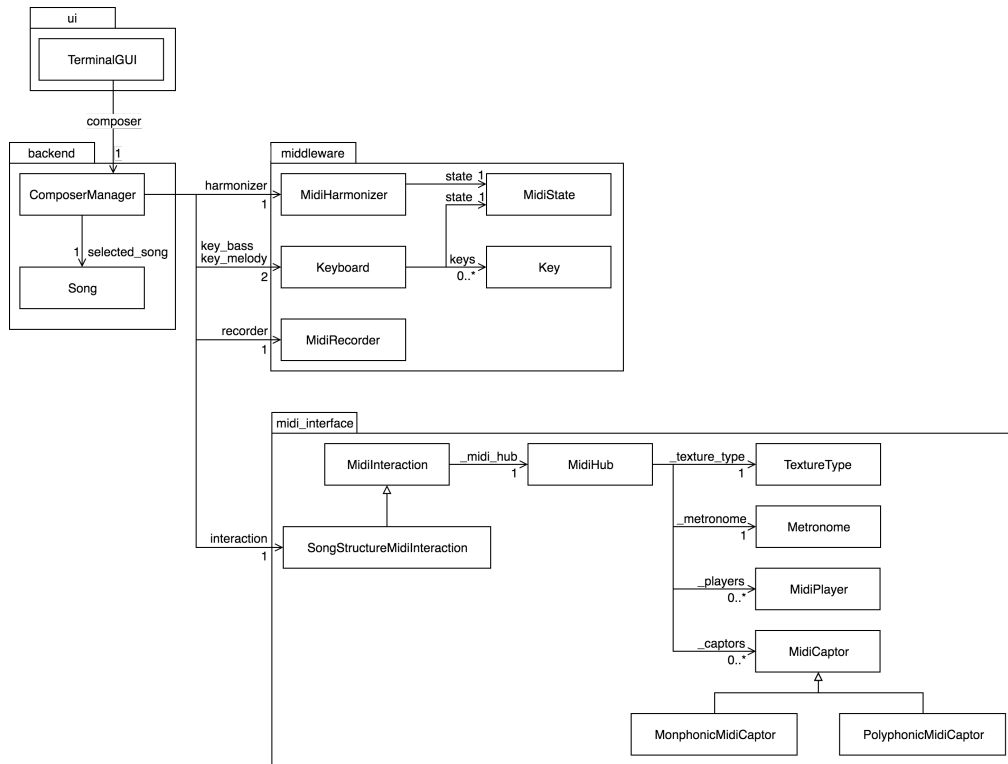 ui
TerminalGUI
composer
1
backend
ComposerManager
1 selected_song
Song
middleware
harmonizer
1
MidiHarmonizer
state 1
state 1
MidiState
key_bass
key_melody
2
Keyboard
keys
0..*
Key
recorder
1
MidiRecorder
midi_interface
MidiInteraction
_midi_hub
1
MidiHub
_texture_type
1
TextureType
_metronome
1
Metronome
interaction
1
SongStructureMidiInteraction
_players
0..*
MidiPlayer
_captors
0..*
MidiCaptor
MonphonicMidiCaptor
PolyphonicMidiCaptor